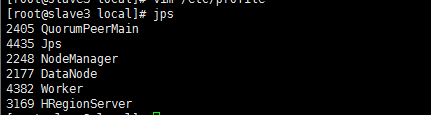 [root@slave3 local]# vim /etc/profile
[root@slave3 local]# jps
2405 QuorumPeerMain
4435 Jps
2248 NodeManager
2177 DataNode
4382 Worker
3169 HRegionServer